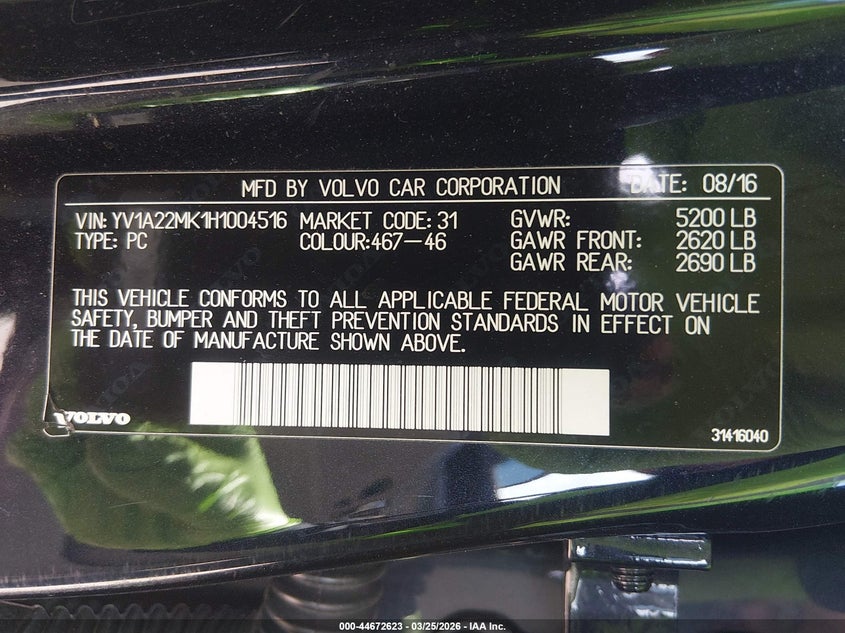 MFD BY VOLVO CAR CORPORATION DATE: 08/16
VIN: YV1A22MK1H1004516 MARKET CODE: 31 GVWR: 5200 LB
TYPE: PC COLOUR:467-46 GAWR FRONT: 2620 LB
GAWR REAR: 2690 LB
THIS VEHICLE CONFORMS TO ALL APPLICABLE FEDERAL MOTOR VEHICLE
SAFETY, BUMPER AND THEFT PREVENTION STANDARDS IN EFFECT ON
THE DATE OF MANUFACTURE SHOWN ABOVE.
VOLVO
31416040
000-44672623 - 03/25/2026 - IAA Inc.